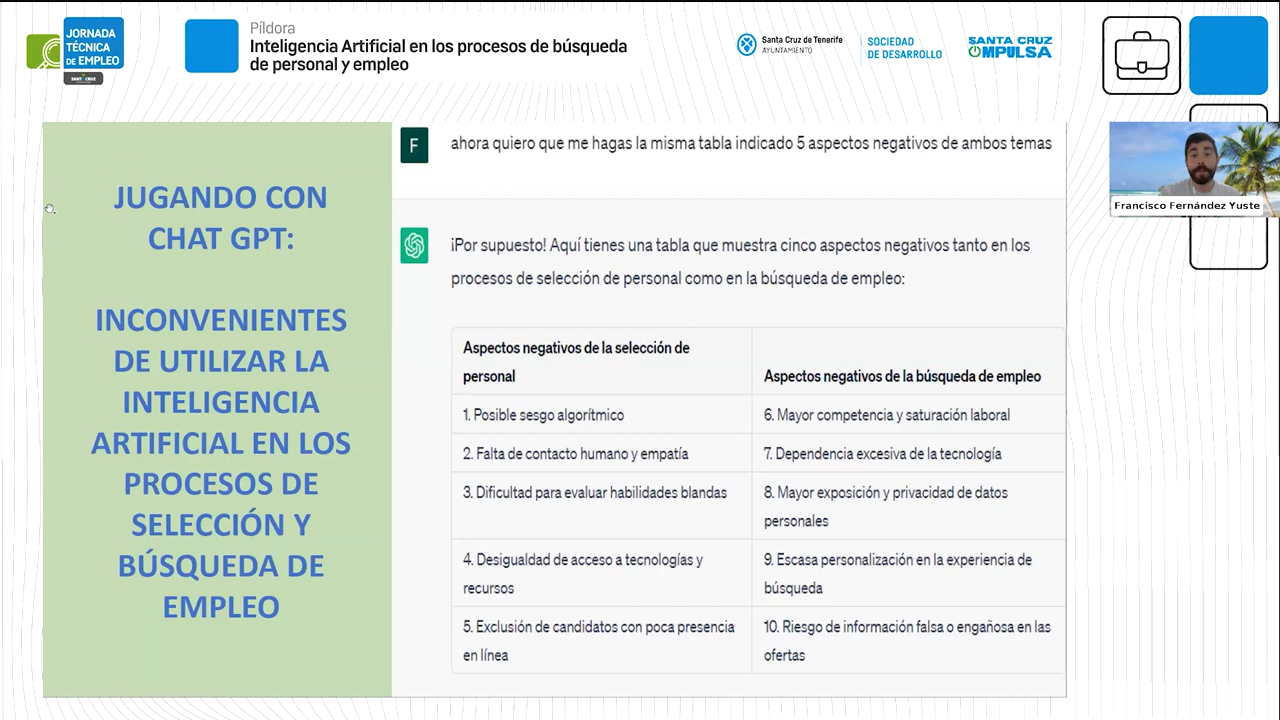 JORNADA
TÉCNICA
DE EMPLEO
SANTA CRUZ
Píldora
Inteligencia Artificial en los procesos de búsqueda
de personal y empleo
Santa Cruz de Tenerife
AYUNTAMIENTO
SOCIEDAD
DE DESARROLLO
SANTA CRUZ
IMPULSA
JUGANDO CON
CHAT GPT:
INCONVENIENTES
DE UTILIZAR LA
INTELIGENCIA
ARTIFICIAL EN LOS
PROCESOS DE
SELECCIÓN Y
BÚSQUEDA DE
EMPLEO
F
ahora quiero que me hagas la misma tabla indicado 5 aspectos negativos de ambos temas
¡Por supuesto! Aquí tienes una tabla que muestra cinco aspectos negativos tanto en los
procesos de selección de personal como en la búsqueda de empleo:
Aspectos negativos de la selección de
personal
Aspectos negativos de la búsqueda de empleo
1. Posible sesgo algorítmico
6. Mayor competencia y saturación laboral
2. Falta de contacto humano y empatía
7. Dependencia excesiva de la tecnología
3. Dificultad para evaluar habilidades blandas
8. Mayor exposición y privacidad de datos
personales
4. Desigualdad de acceso a tecnologías y
recursos
9. Escasa personalización en la experiencia de
búsqueda
5. Exclusión de candidatos con poca presencia
en línea
10. Riesgo de información falsa o engañosa en las
ofertas
Francisco Fernández Yuste